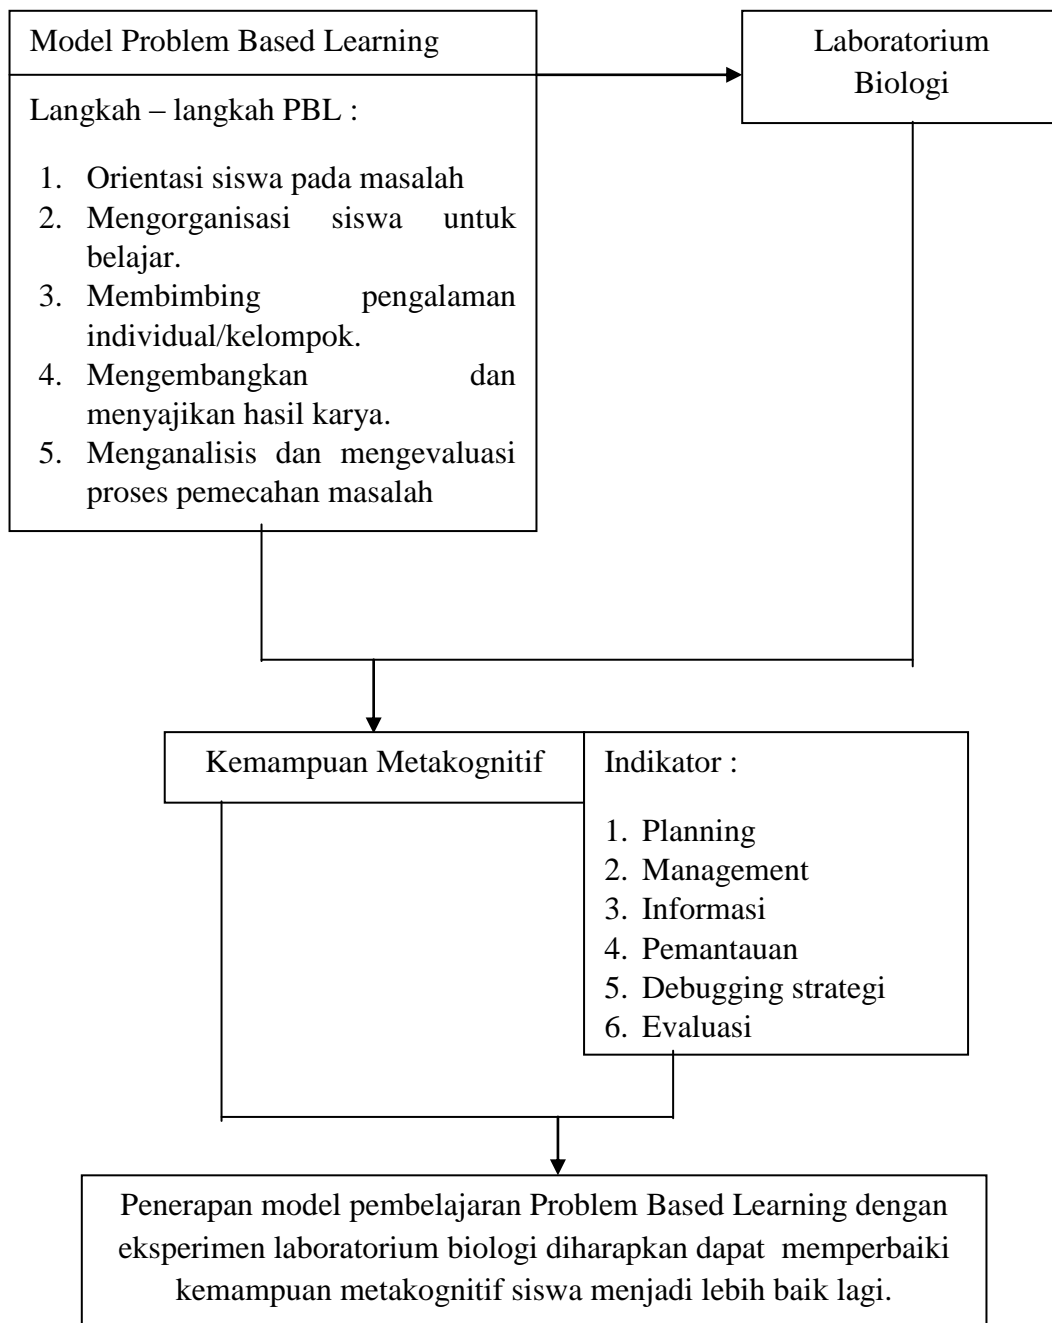 Model Problem Based Learning
Langkah – langkah PBL :
1. Orientasi siswa pada masalah
2. Mengorganisasi siswa untuk
belajar.
3. Membimbing pengalaman
individual/kelompok.
4. Mengembangkan dan
menyajikan hasil karya.
5. Menganalisis dan mengevaluasi
proses pemecahan masalah
Laboratorium
Biologi
Kemampuan Metakognitif
Indikator :
1. Planning
2. Management
3. Informasi
4. Pemantauan
5. Debugging strategi
6. Evaluasi
Penerapan model pembelajaran Problem Based Learning dengan
eksperimen laboratorium biologi diharapkan dapat memperbaiki
kemampuan metakognitif siswa menjadi lebih baik lagi.